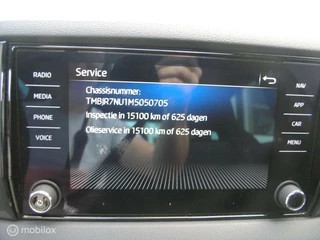 Service
RADIO
MEDIA
PHONE
VOICE
Chassisnummer:
TMBJR7NU1M5050705
Inspectie in 15100 km of 625 dagen
Olieservice in 15100 km of 625 dagen
NAV
APP
CAR
MENU
© Mobilox